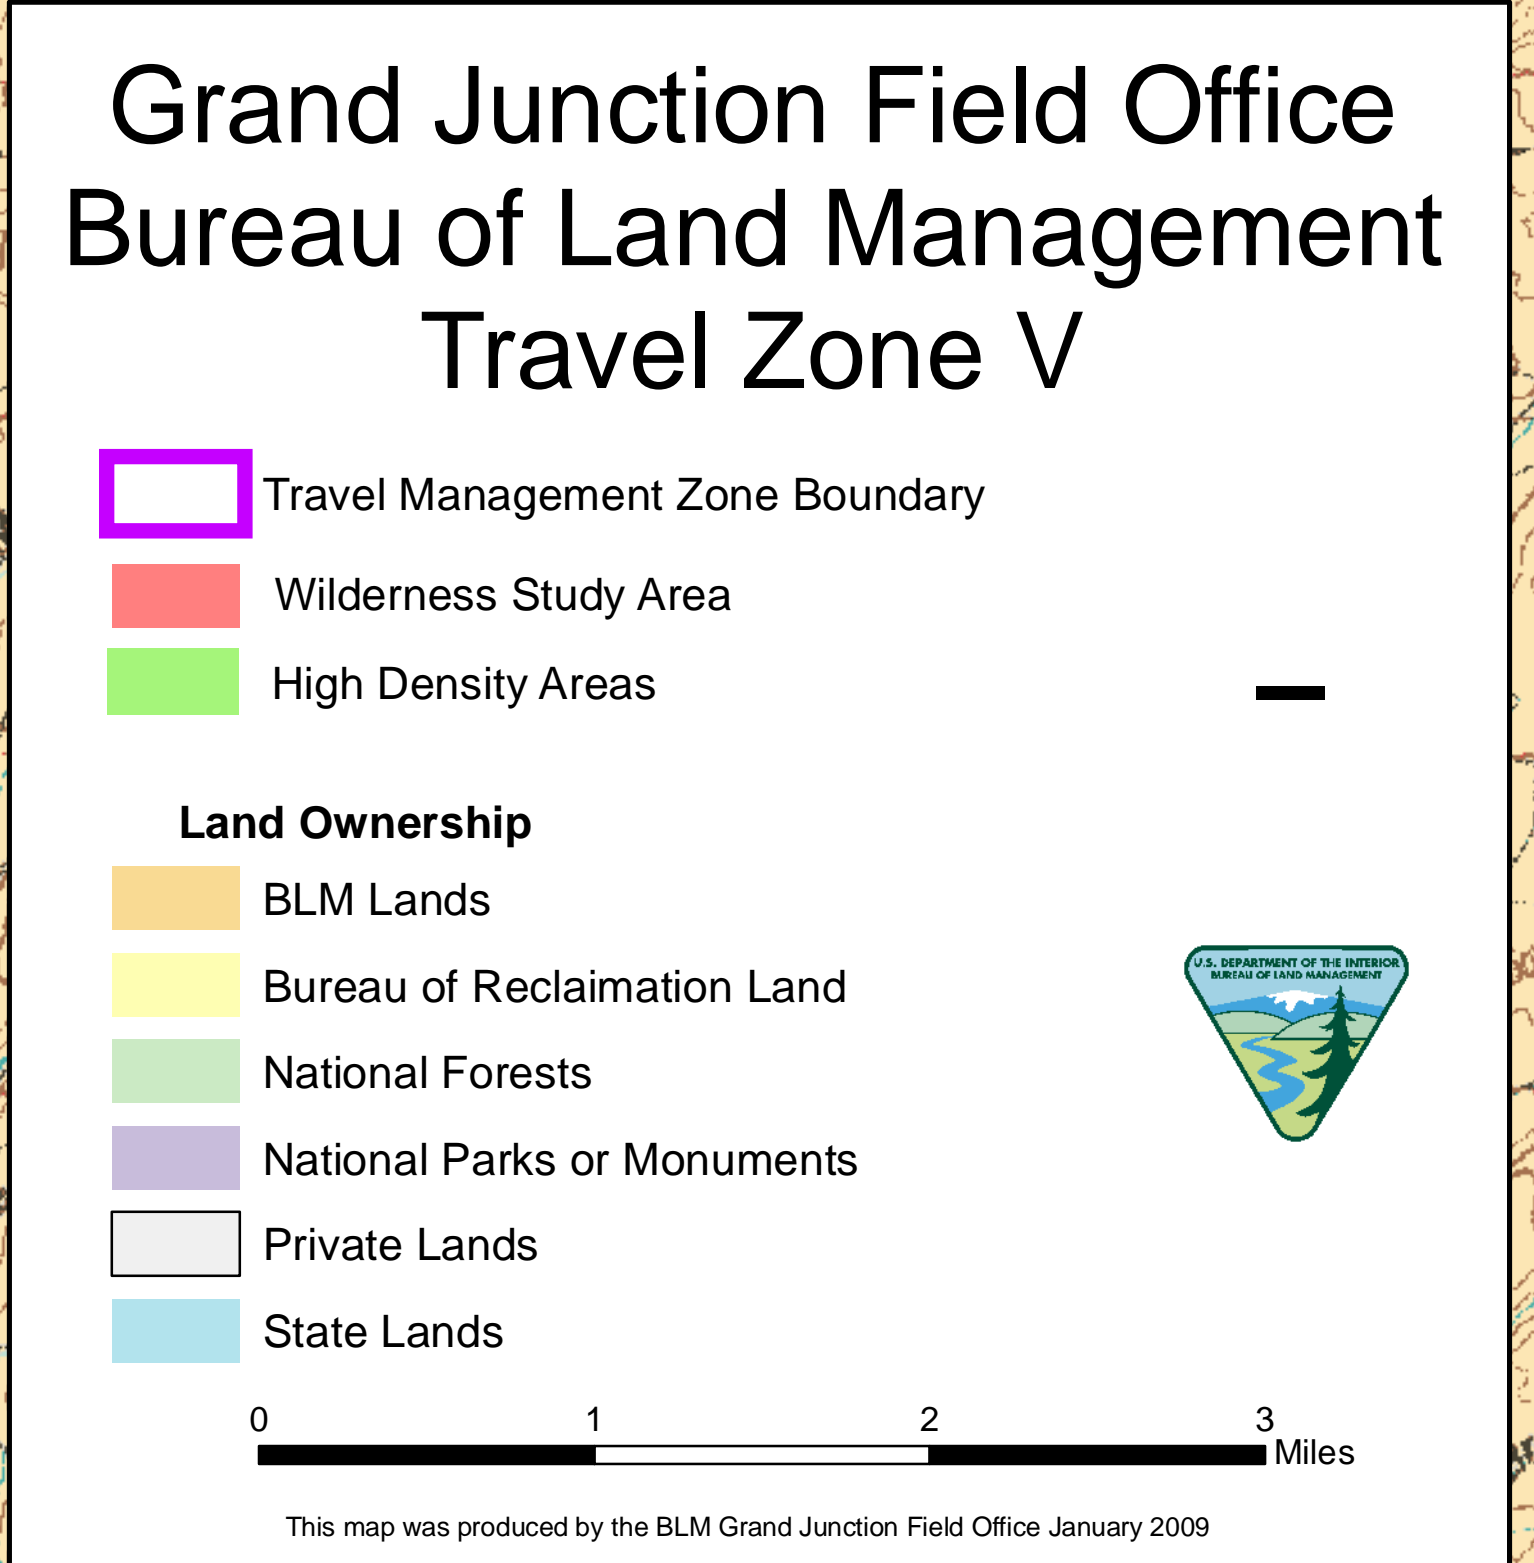 Grand Junction Field Office
Bureau of Land Management
Travel Zone V
Travel Management Zone Boundary
Wilderness Study Area
High Density Areas
Land Ownership
BLM Lands
Bureau of Reclaimation Land
National Forests
National Parks or Monuments
Private Lands
State Lands
U.S. DEPARTMENT OF THE INTERIOR
BUREAU OF LAND MANAGEMENT
0 1 2 3
Miles
This map was produced by the BLM Grand Junction Field Office January 2009